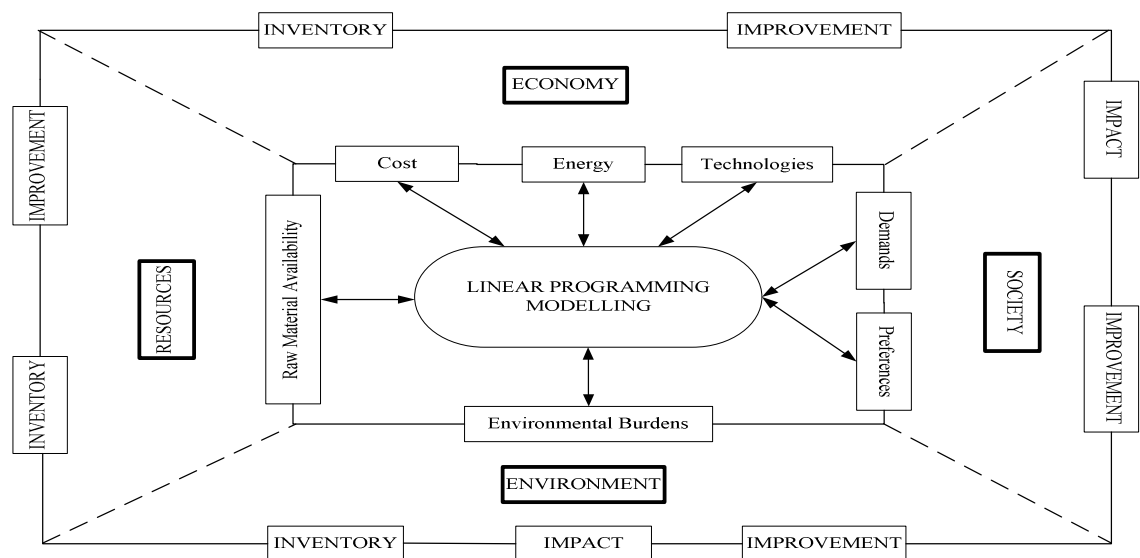 INVENTORY
IMPROVEMENT
ECONOMY
IMPROVEMENT
IMPACT
Cost
Energy
Technologies
Raw Material Availability
Demands
RESOURCES
LINEAR PROGRAMMING
MODELLING
SOCIETY
Preferences
INVENTORY
IMPROVEMENT
Environmental Burdens
ENVIRONMENT
INVENTORY
IMPACT
IMPROVEMENT